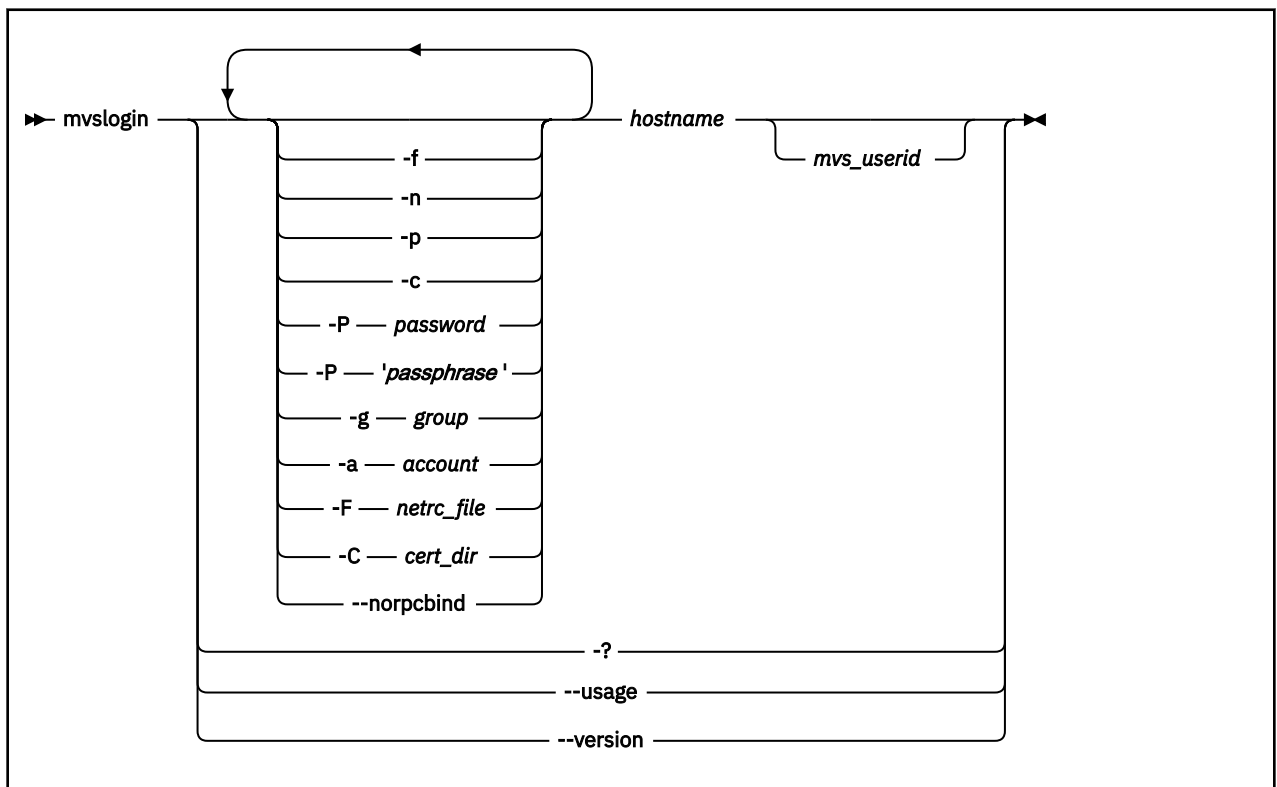 mvslogin hostname
-f mvs_userid
-n
-p
-c
-P password
-P 'passphrase '
-g group
-a account
-F netrc_file
-C cert_dir
--norpcbind
-?
--usage
--version